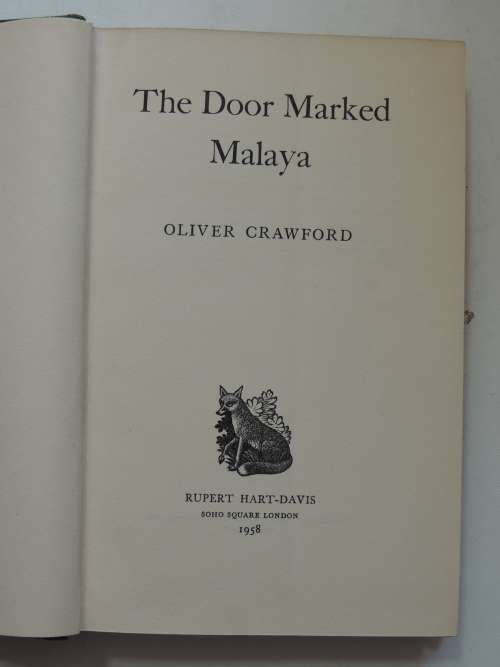 The Door Marked
Malaya
OLIVER CRAWFORD
RUPERT HART-DAVIS
SOHO SQUARE LONDON
1958